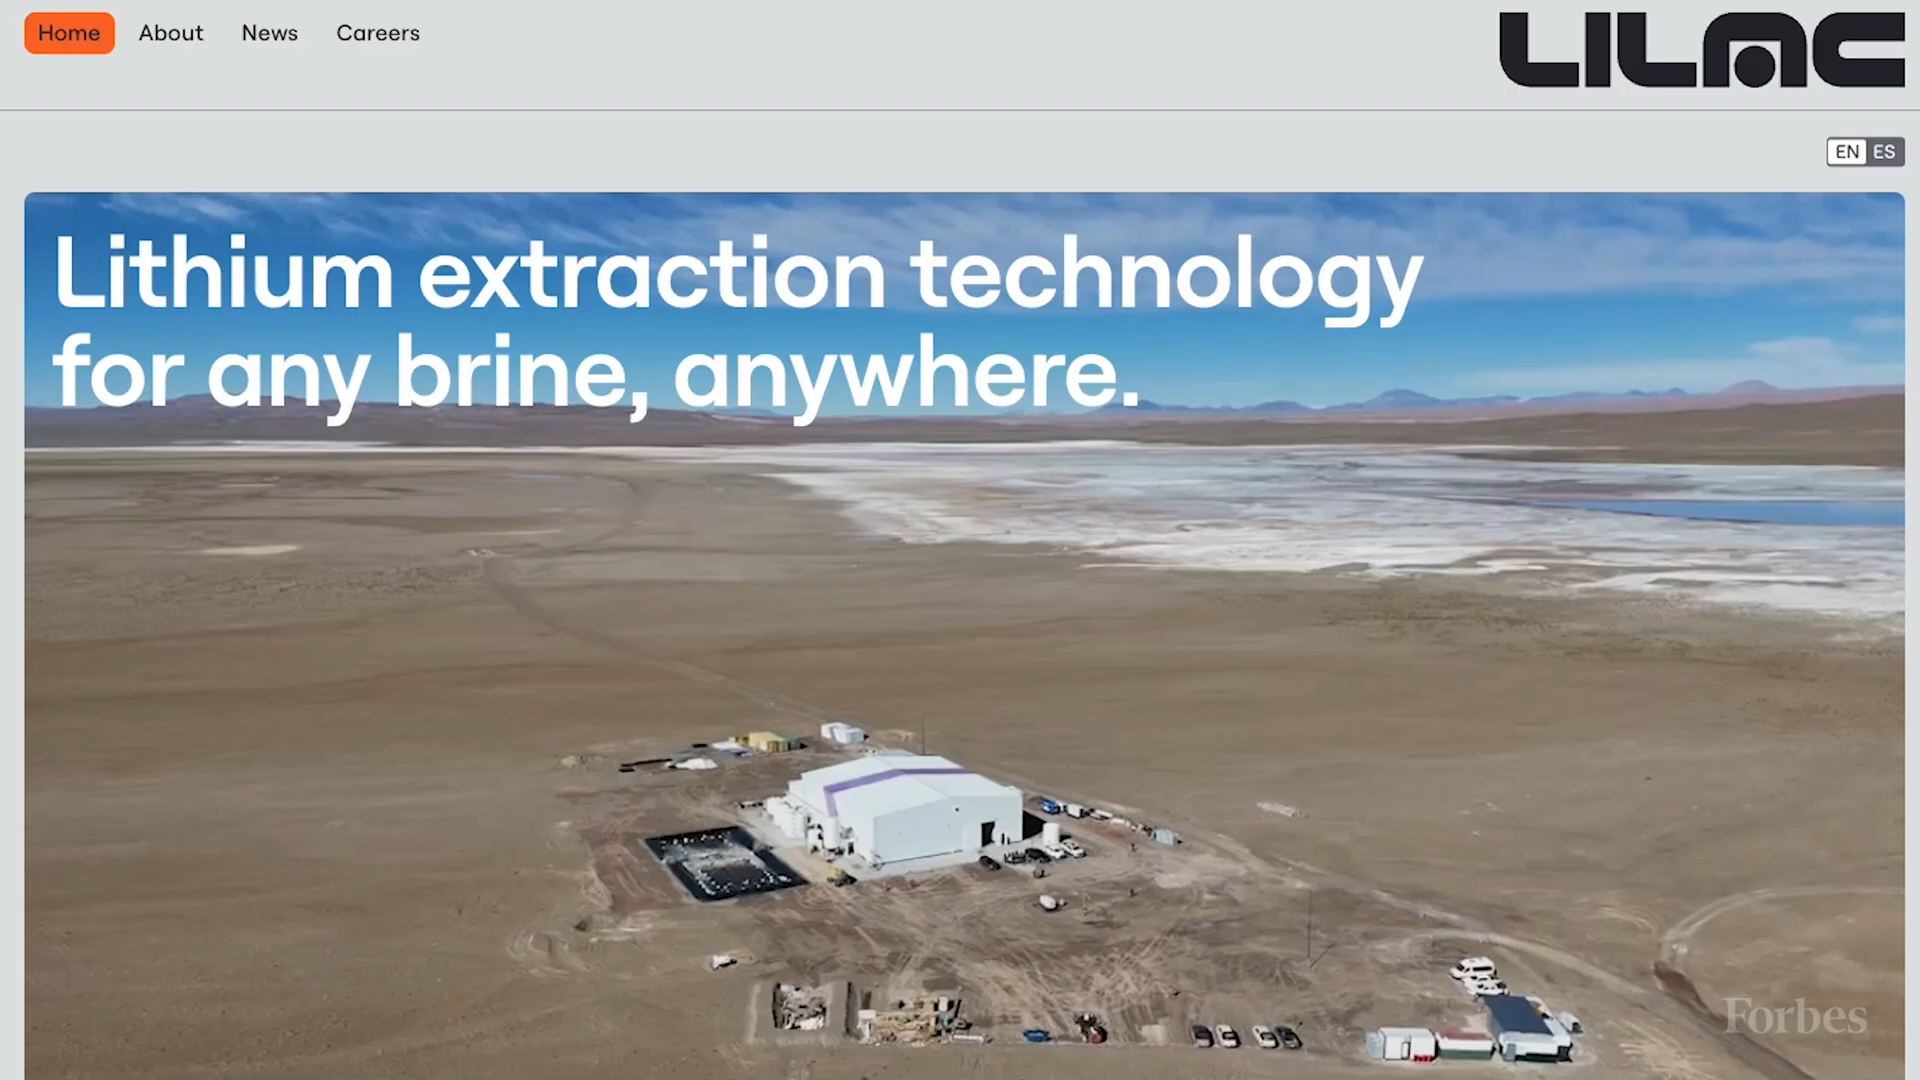 Home About News Careers
LILAC
EN ES
Lithium extraction technology
for any brine, anywhere.
Forbes